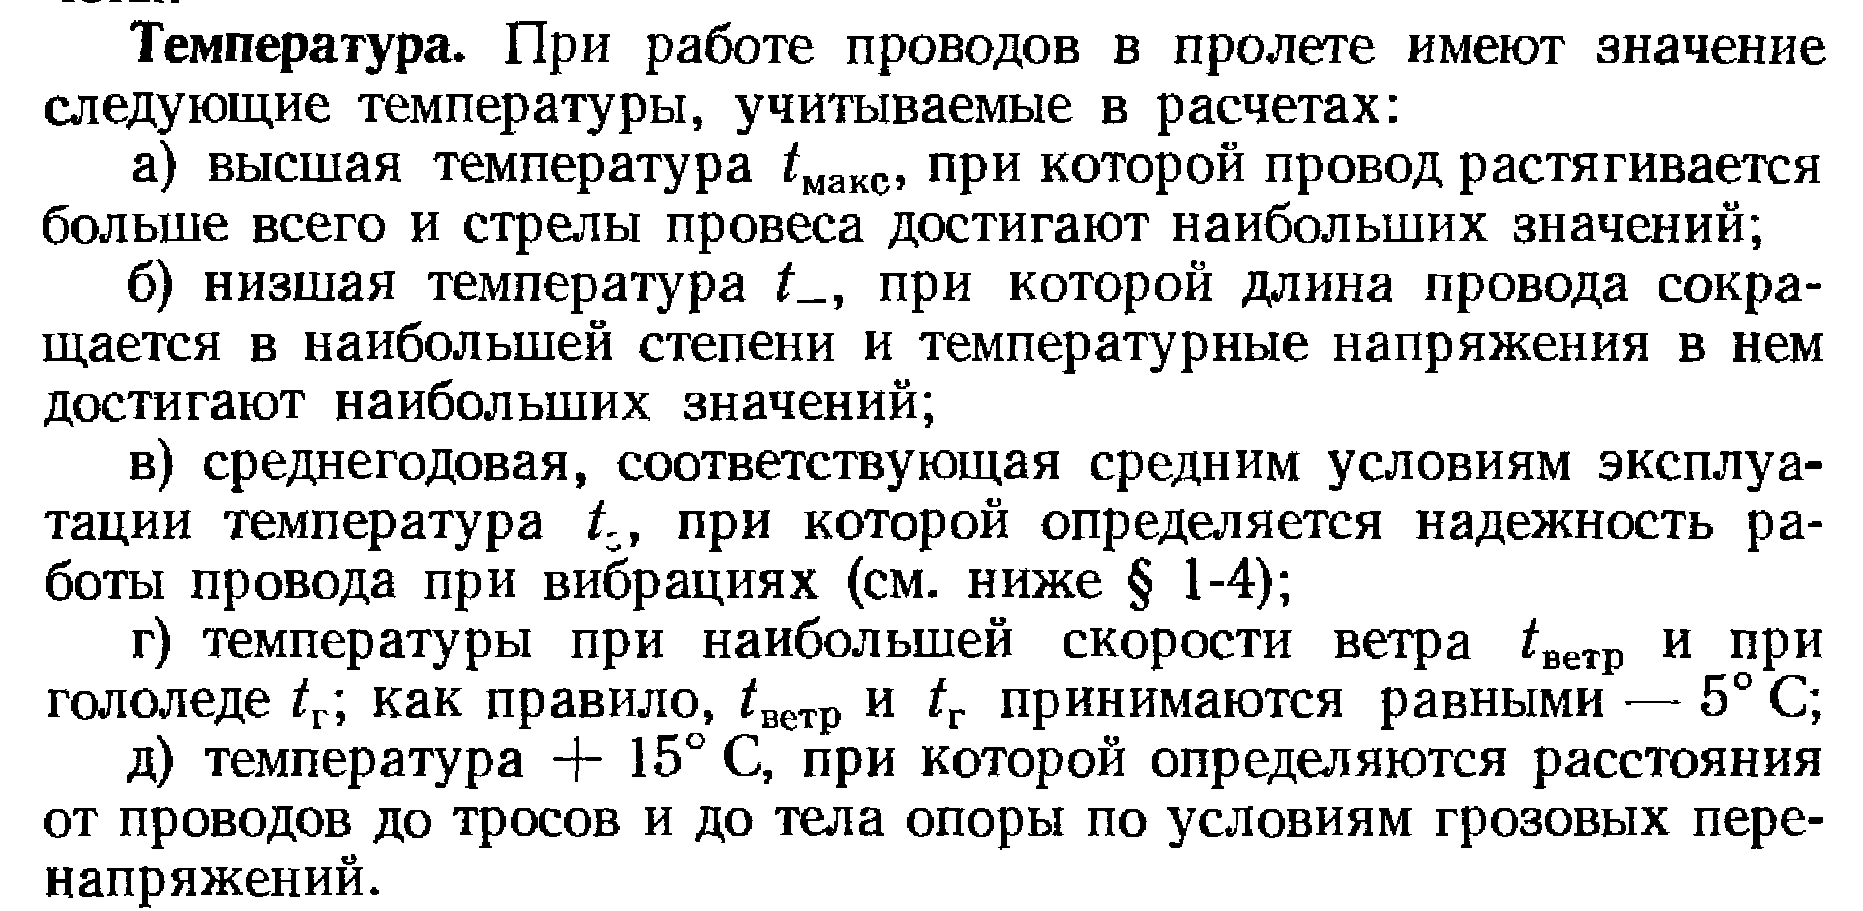 Температура. При работе проводов в пролете имеют значение
следующие температуры, учитываемые в расчетах:
а) высшая температура tмакс, при которой провод растягивается
больше всего и стрелы провеса достигают наибольших значений;
б) низшая температура t–, при которой длина провода сокра-
щается в наибольшей степени и температурные напряжения в нем
достигают наибольших значений;
в) среднегодовая, соответствующая средним условиям эксплуа-
тации температура t, при которой определяется надежность ра-
боты провода при вибрациях (см. ниже § 1-4);
г) температуры при наибольшей скорости ветра tветр и при
гололеде tг; как правило, tветр и tг принимаются равными — 5° С;
д) температура + 15° С, при которой определяются расстояния
от проводов до тросов и до тела опоры по условиям грозовых пере-
напряжений.